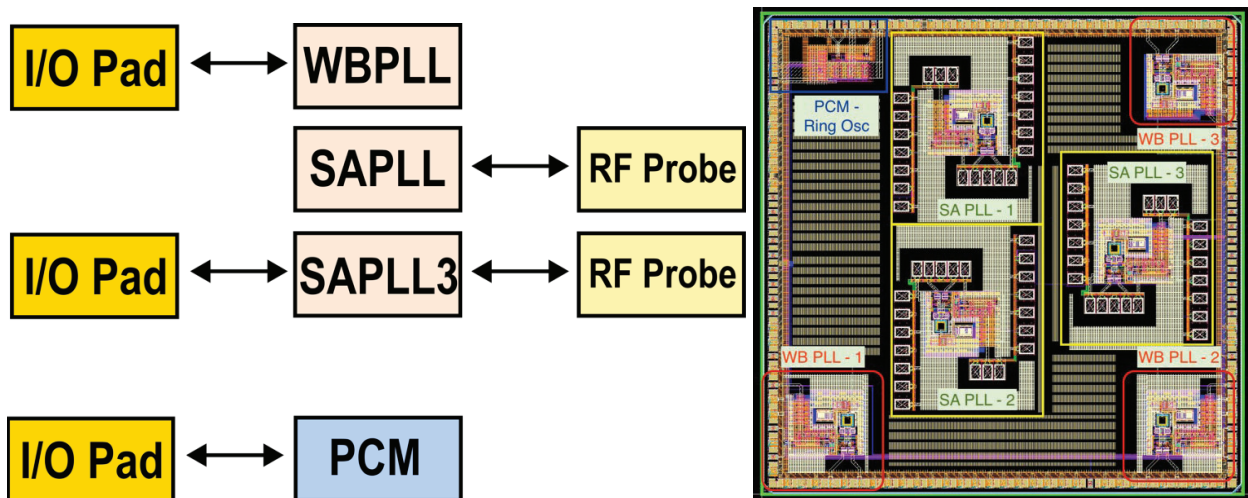 I/O Pad
WBPLL
SAPLL
RF Probe
I/O Pad
SAPLL3
RF Probe
I/O Pad
PCM
PCM -
Ring Osc
WB PLL - 3
SA PLL - 3
SA PLL - 1
WB PLL - 1
WB PLL - 2
SA PLL - 2